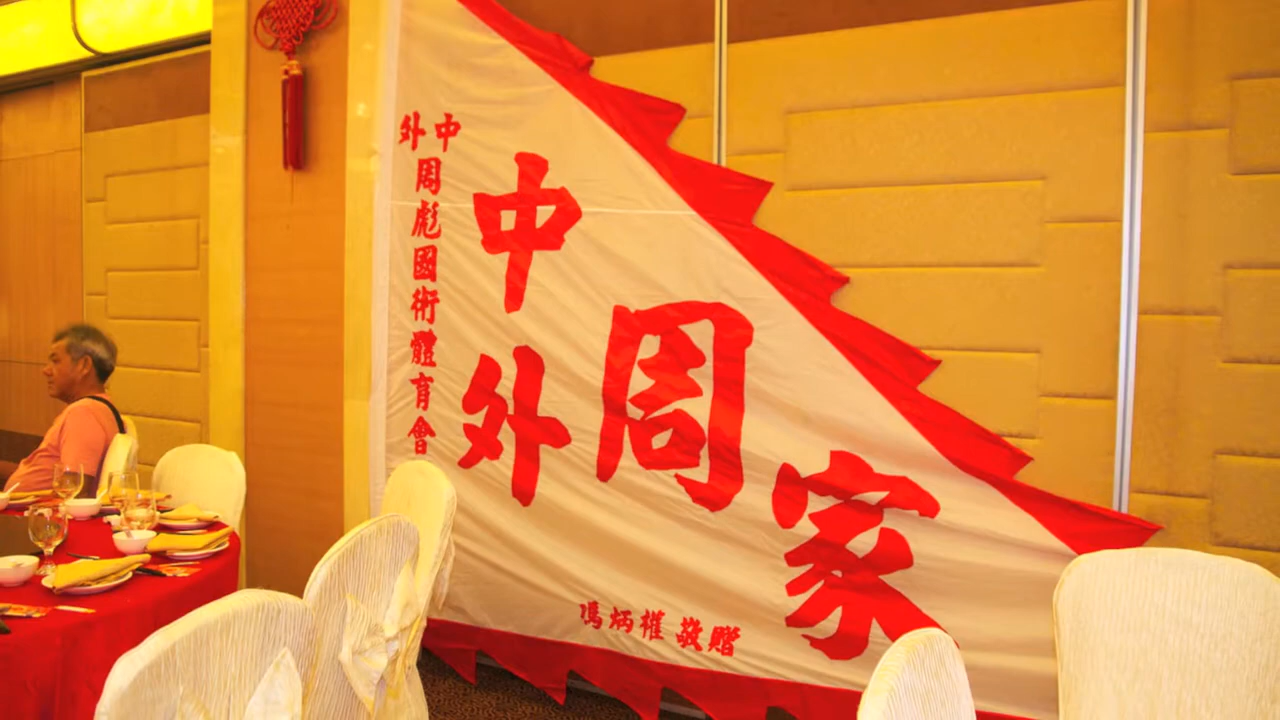 中外周彪國術體育會
中外周家
馮炳權 敬贈